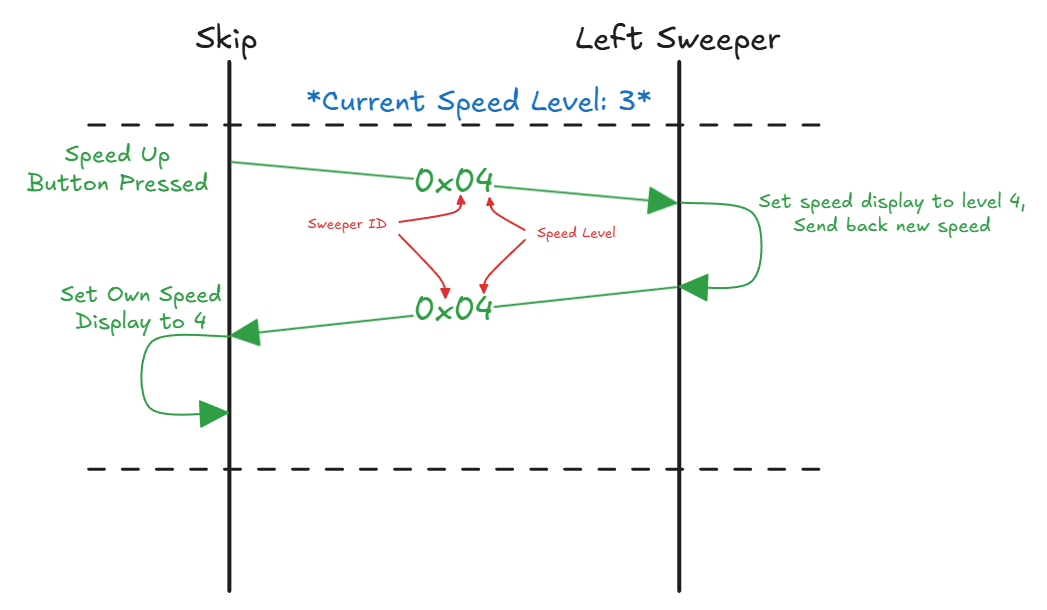 Skip
Left Sweeper
*Current Speed Level: 3*
Speed Up
Button Pressed
0x04
Set speed display to level 4,
Send back new speed
Sweeper ID
Speed Level
Set Own Speed
Display to 4
0x04